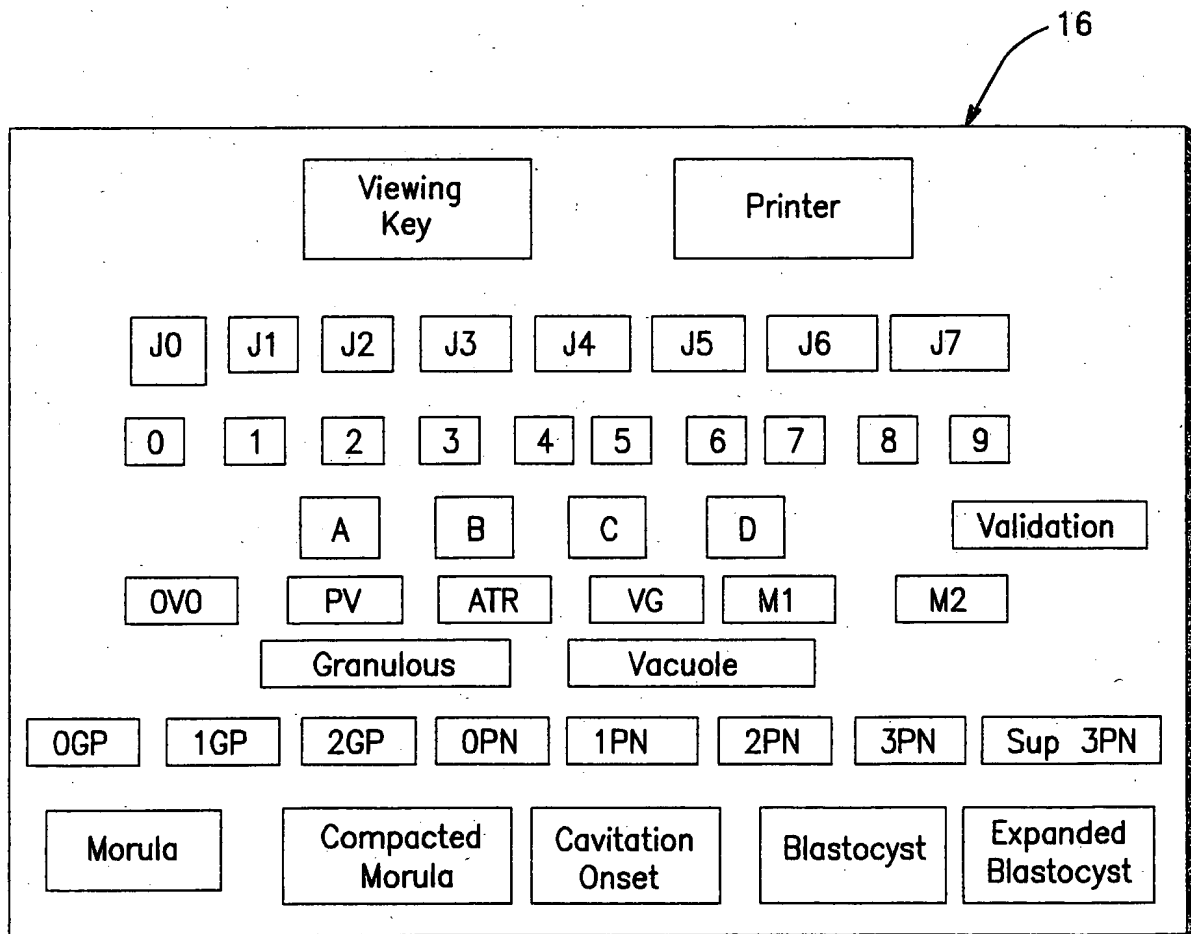 16
Viewing Key Printer
J0 J1 J2 J3 J4 J5 J6 J7
0 1 2 3 4 5 6 7 8 9
A B C D Validation
OVO PV ATR VG M1 M2
Granulous Vacuole
0GP 1GP 2GP 0PN 1PN 2PN 3PN Sup 3PN
Morula Compacted Morula Cavitation Onset Blastocyst Expanded Blastocyst